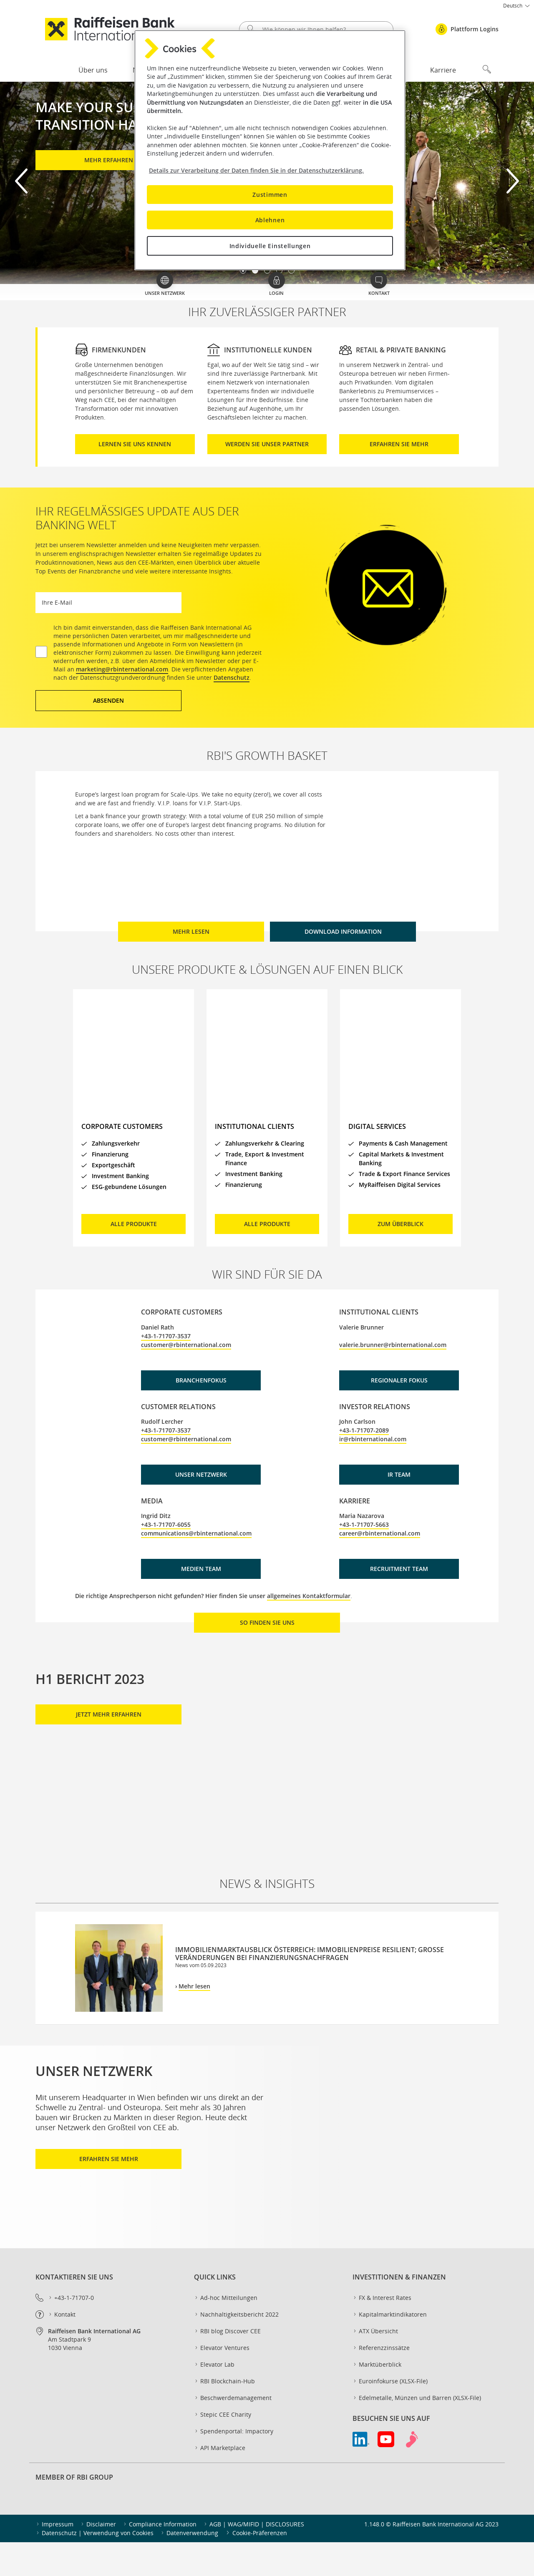 Deutsch
Raiffeisen Bank
International
Plattform Logins
Über uns
Karriere
MAKE YOUR SU
TRANSITION HA
MEHR ERFAHREN
Cookies
Um Ihnen eine nutzerfreundliche Webseite zu bieten, verwenden wir Cookies. Wenn
Sie auf „Zustimmen" klicken, stimmen Sie der Speicherung von Cookies auf Ihrem Gerät
zu, um die Navigation zu verbessern, die Nutzung zu analysieren und unsere
Marketingbemühungen zu unterstützen. Dies umfasst auch die Verarbeitung und
Übermittlung von Nutzungsdaten an Dienstleister, die die Daten ggf. weiter in die USA
übermitteln.
Klicken Sie auf "Ablehnen", um alle nicht technisch notwendigen Cookies abzulehnen.
Unter „Individuelle Einstellungen" können Sie wählen ob Sie bestimmte Cookies
annehmen oder ablehnen möchten. Sie können unter „Cookie-Präferenzen" die Cookie-
Einstellung jederzeit ändern und widerrufen.
Details zur Verarbeitung der Daten finden Sie in der Datenschutzerklärung.
Zustimmen
Ablehnen
Individuelle Einstellungen
UNSER NETZWERK
LOGIN
KONTAKT
IHR ZUVERLÄSSIGER PARTNER
FIRMENKUNDEN
Große Unternehmen benötigen
maßgeschneiderte Finanzlösungen. Wir
unterstützen Sie mit Branchenexpertise
und persönlicher Betreuung – ob auf dem
Weg nach CEE, bei der nachhaltigen
Transformation oder mit innovativen
Produkten.
LERNEN SIE UNS KENNEN
INSTITUTIONELLE KUNDEN
Egal, wo auf der Welt Sie tätig sind – wir
sind Ihre zuverlässige Partnerbank. Mit
einem Netzwerk von internationalen
Expertenteams finden wir individuelle
Lösungen für Ihre Bedürfnisse. Eine
Beziehung auf Augenhöhe, um Ihr
Geschäftsleben leichter zu machen.
WERDEN SIE UNSER PARTNER
RETAIL & PRIVATE BANKING
In unserem Netzwerk in Zentral- und
Osteuropa betreuen wir neben Firmen-
auch Privatkunden. Vom digitalen
Bankerlebnis zu Premiumservices –
unsere Tochterbanken haben die
passenden Lösungen.
ERFAHREN SIE MEHR
IHR REGELMÄSSIGES UPDATE AUS DER
BANKING WELT
Jetzt bei unserem Newsletter anmelden und keine Neuigkeiten mehr verpassen.
In unserem englischsprachigen Newsletter erhalten Sie regelmäßige Updates zu
Produktinnovationen, News aus den CEE-Märkten, einen Überblick über aktuelle
Top Events der Finanzbranche und viele weitere interessante Insights.
Ihre E-Mail
Ich bin damit einverstanden, dass die Raiffeisen Bank International AG
meine persönlichen Daten verarbeitet, um mir maßgeschneiderte und
passende Informationen und Angebote in Form von Newslettern (in
elektronischer Form) zukommen zu lassen. Die Einwilligung kann jederzeit
widerrufen werden, z.B. über den Abmeldelink im Newsletter oder per E-
Mail an marketing@rbinternational.com. Die verpflichtenden Angaben
nach der Datenschutzgrundverordnung finden Sie unter Datenschutz.
ABSENDEN
RBI'S GROWTH BASKET
Europe's largest loan program for Scale-Ups. We take no equity (zero!), we cover all costs
and we are fast and friendly. V.I.P. loans for V.I.P. Start-Ups.
Let a bank finance your growth strategy: With a total volume of EUR 250 million of simple
corporate loans, we offer one of Europe's largest debt financing programs. No dilution for
founders and shareholders. No costs other than interest.
MEHR LESEN
DOWNLOAD INFORMATION
UNSERE PRODUKTE & LÖSUNGEN AUF EINEN BLICK
CORPORATE CUSTOMERS
Zahlungsverkehr
Finanzierung
Exportgeschäft
Investment Banking
ESG-gebundene Lösungen
ALLE PRODUKTE
INSTITUTIONAL CLIENTS
Zahlungsverkehr & Clearing
Trade, Export & Investment
Finance
Investment Banking
Finanzierung
ALLE PRODUKTE
DIGITAL SERVICES
Payments & Cash Management
Capital Markets & Investment
Banking
Trade & Export Finance Services
MyRaiffeisen Digital Services
ZUM ÜBERBLICK
WIR SIND FÜR SIE DA
CORPORATE CUSTOMERS
Daniel Rath
+43-1-71707-3537
customer@rbinternational.com
BRANCHENFOKUS
INSTITUTIONAL CLIENTS
Valerie Brunner
valerie.brunner@rbinternational.com
REGIONALER FOKUS
CUSTOMER RELATIONS
Rudolf Lercher
+43-1-71707-3537
customer@rbinternational.com
UNSER NETZWERK
INVESTOR RELATIONS
John Carlson
+43-1-71707-2089
ir@rbinternational.com
IR TEAM
MEDIA
Ingrid Ditz
+43-1-71707-6055
communications@rbinternational.com
MEDIEN TEAM
KARRIERE
Maria Nazarova
+43-1-71707-5663
career@rbinternational.com
RECRUITMENT TEAM
Die richtige Ansprechperson nicht gefunden? Hier finden Sie unser allgemeines Kontaktformular.
SO FINDEN SIE UNS
H1 BERICHT 2023
JETZT MEHR ERFAHREN
NEWS & INSIGHTS
IMMOBILIENMARKTAUSBLICK ÖSTERREICH: IMMOBILIENPREISE RESILIENT; GROSSE
VERÄNDERUNGEN BEI FINANZIERUNGSNACHFRAGEN
News vom 05.09.2023
› Mehr lesen
UNSER NETZWERK
Mit unserem Headquarter in Wien befinden wir uns direkt an der
Schwelle zu Zentral- und Osteuropa. Seit mehr als 30 Jahren
bauen wir Brücken zu Märkten in dieser Region. Heute deckt
unser Netzwerk den Großteil von CEE ab.
ERFAHREN SIE MEHR
KONTAKTIEREN SIE UNS
+43-1-71707-0
Kontakt
Raiffeisen Bank International AG
Am Stadtpark 9
1030 Vienna
QUICK LINKS
Ad-hoc Mitteilungen
Nachhaltigkeitsbericht 2022
RBI blog Discover CEE
Elevator Ventures
Elevator Lab
RBI Blockchain-Hub
Beschwerdemanagement
Stepic CEE Charity
Spendenportal: Impactory
API Marketplace
INVESTITIONEN & FINANZEN
FX & Interest Rates
Kapitalmarktindikatoren
ATX Übersicht
Referenzzinssätze
Marktüberblick
Euroinfokurse (XLSX-File)
Edelmetalle, Münzen und Barren (XLSX-File)
BESUCHEN SIE UNS AUF
MEMBER OF RBI GROUP
Impressum
Disclaimer
Compliance Information
AGB | WAG/MIFID | DISCLOSURES
1.148.0 © Raiffeisen Bank International AG 2023
Datenschutz | Verwendung von Cookies
Datenverwendung
Cookie-Präferenzen